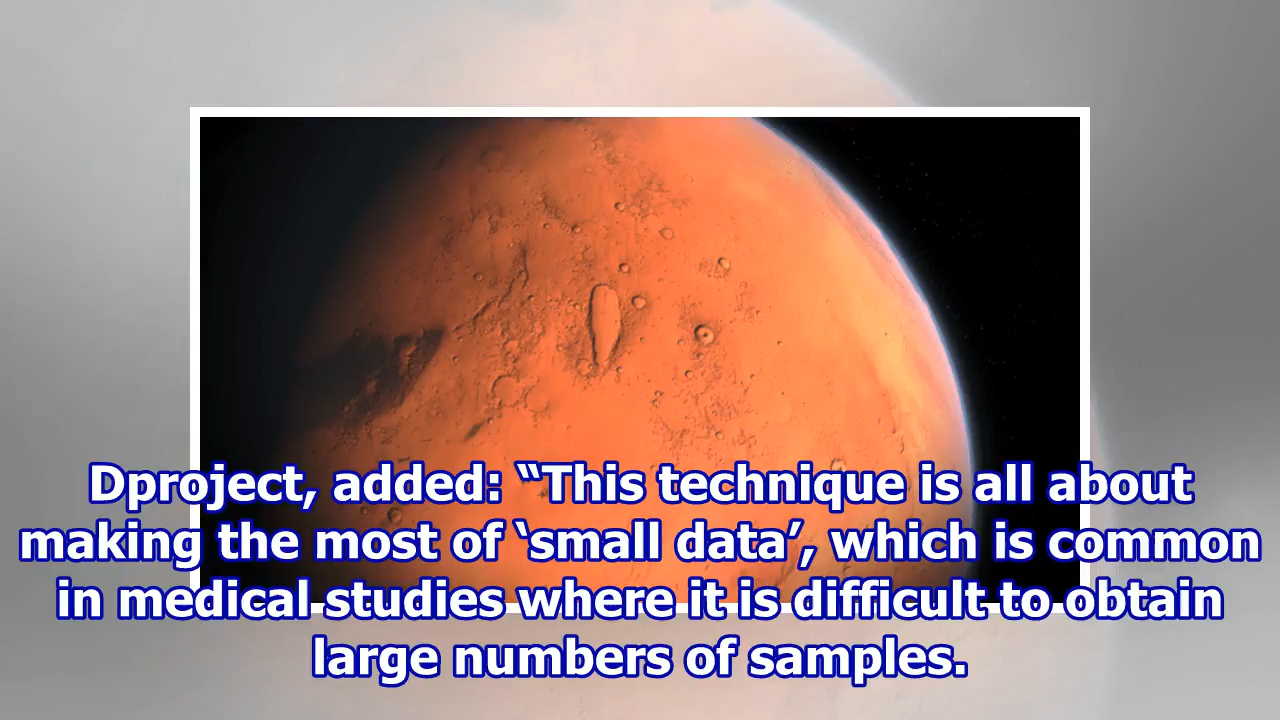 Dproject, added: “This technique is all about
making the most of ‘small data’, which is common
in medical studies where it is difficult to obtain
large numbers of samples.